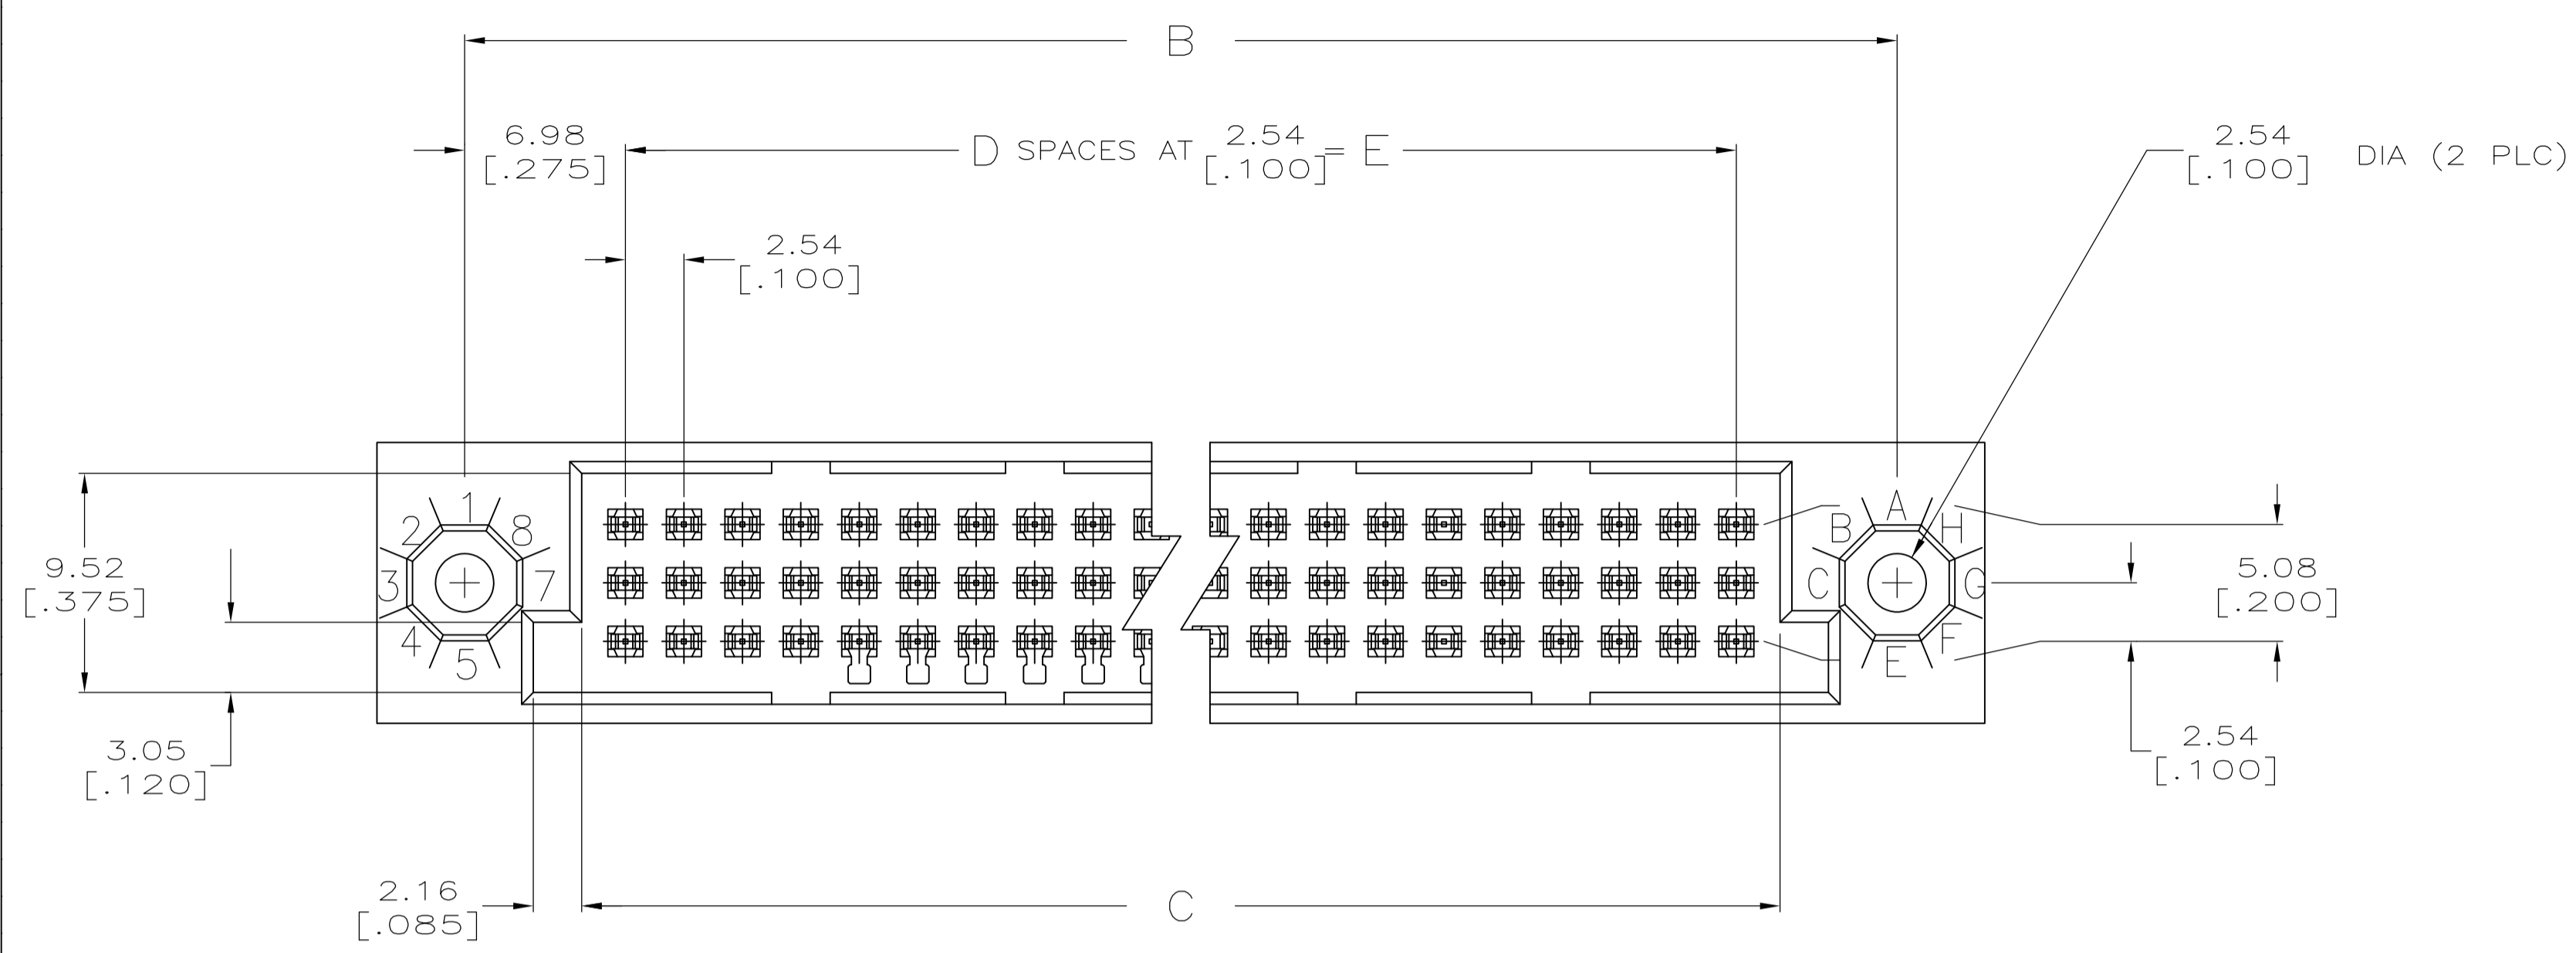 B
6.98
[.275]
D SPACES AT 2.54 [.100] = E
2.54
[.100]
DIA (2 PLC)
2.54
[.100]
1
2
8
3
7
4
5
A
B
H
C
G
F
E
9.52
[.375]
5.08
[.200]
3.05
[.120]
2.54
[.100]
2.16
[.085]
C